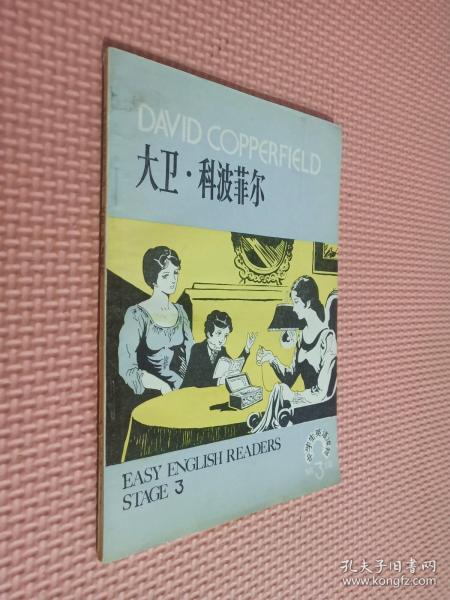 DAVID COPPERFIELD
大卫·科波菲尔
EASY ENGLISH READERS
STAGE 3
3
孔夫子旧书网
www.kongfz.com